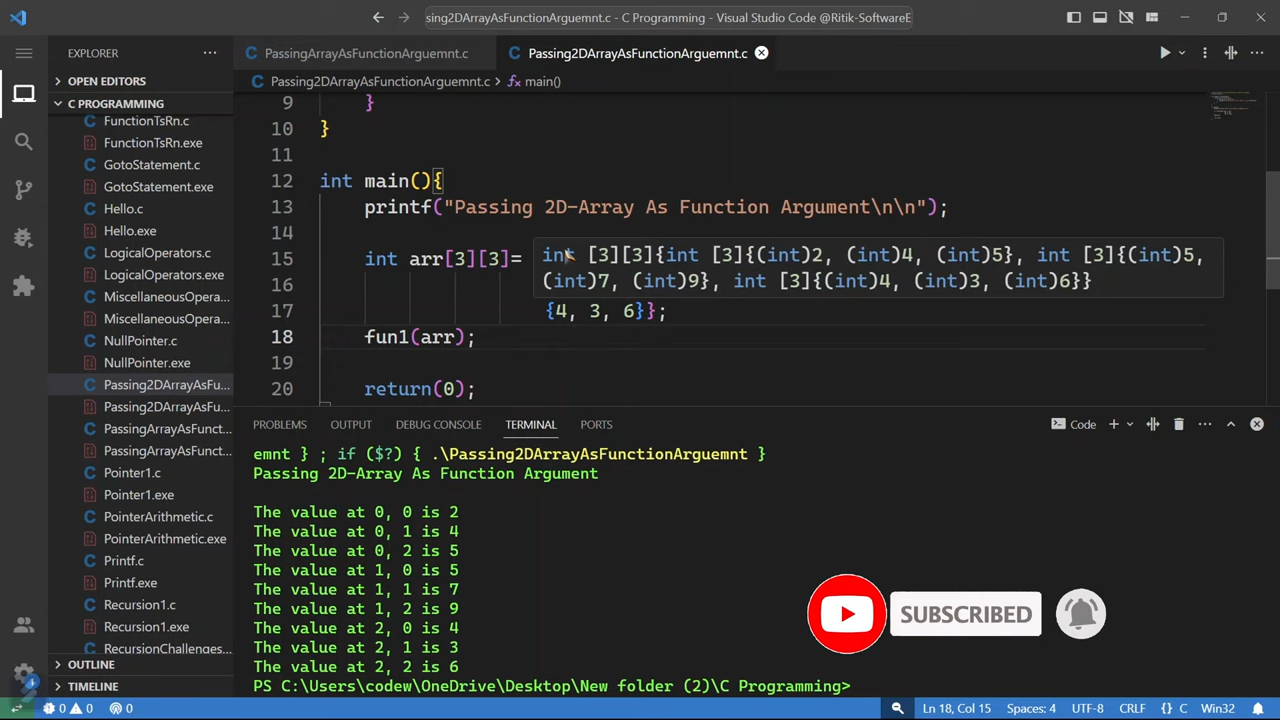 sing2DArrayAsFunctionArguemnt.c - C Programming - Visual Studio Code @Ritik-SoftwareE
EXPLORER
PassingArrayAsFunctionArguemnt.c
Passing2DArrayAsFunctionArguemnt.c
OPEN EDITORS
Passing2DArrayAsFunctionArguemnt.c > main()
C PROGRAMMING
FunctionTsRn.c
FunctionTsRn.exe
GotoStatement.c
GotoStatement.exe
Hello.c
Hello.exe
LogicalOperators.c
LogicalOperators.exe
MiscellaneousOpera...
MiscellaneousOpera...
NullPointer.c
NullPointer.exe
Passing2DArrayAsFu...
Passing2DArrayAsFu...
PassingArrayAsFunct...
PassingArrayAsFunct...
Pointer1.c
Pointer1.exe
PointerArithmetic.c
PointerArithmetic.exe
Printf.c
Printf.exe
Recursion1.c
Recursion1.exe
RecursionChallenges...
OUTLINE
TIMELINE
9 }
10 }
11
12 int main(){
13 printf("Passing 2D-Array As Function Argument\n\n");
14
15 int arr[3][3]=
int [3][3]{int [3]{(int)2, (int)4, (int)5}, int [3]{(int)5,
16 (int)7, (int)9}, int [3]{(int)4, (int)3, (int)6}}
17 {4, 3, 6}};
18 fun1(arr);
19
20 return(0);
PROBLEMS OUTPUT DEBUG CONSOLE TERMINAL PORTS
Code
emnt } ; if ($?) { .\Passing2DArrayAsFunctionArguemnt }
Passing 2D-Array As Function Argument
The value at 0, 0 is 2
The value at 0, 1 is 4
The value at 0, 2 is 5
The value at 1, 0 is 5
The value at 1, 1 is 7
The value at 1, 2 is 9
The value at 2, 0 is 4
The value at 2, 1 is 3
The value at 2, 2 is 6
PS C:\Users\codew\OneDrive\Desktop\New folder (2)\C Programming>
SUBSCRIBED
0 0 0
Ln 18, Col 15 Spaces: 4 UTF-8 CRLF {} C Win32